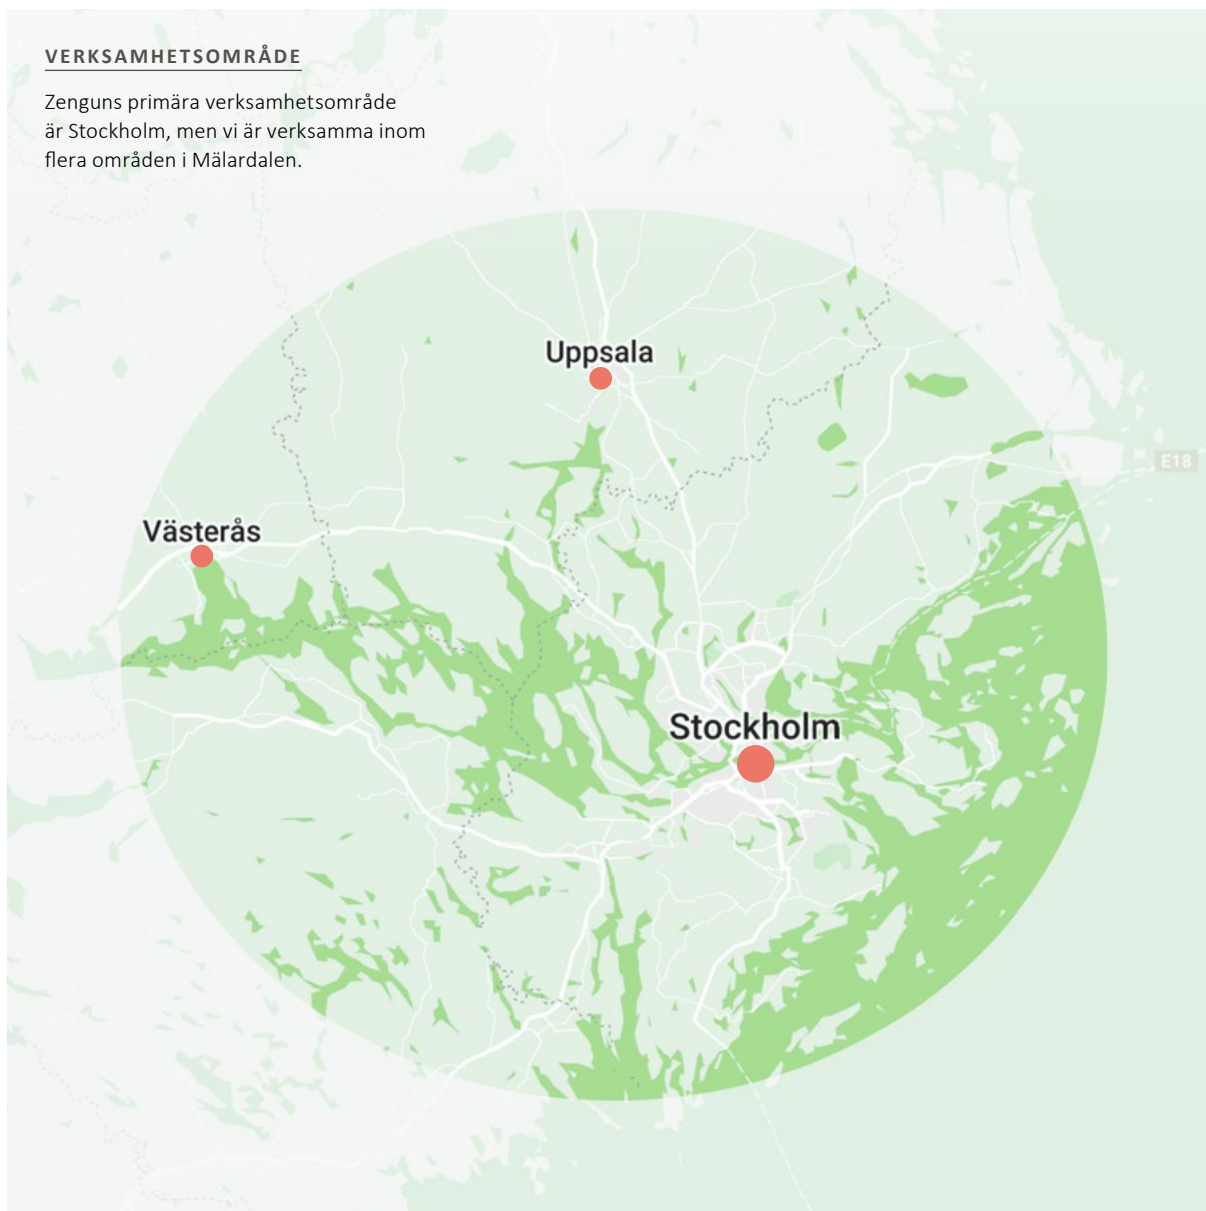 VERKSAMHETSOMRÅDE
Zenguns primära verksamhetsområde
är Stockholm, men vi är verksamma inom
flera områden i Mälardalen.
Uppsala
E18
Västerås
Stockholm